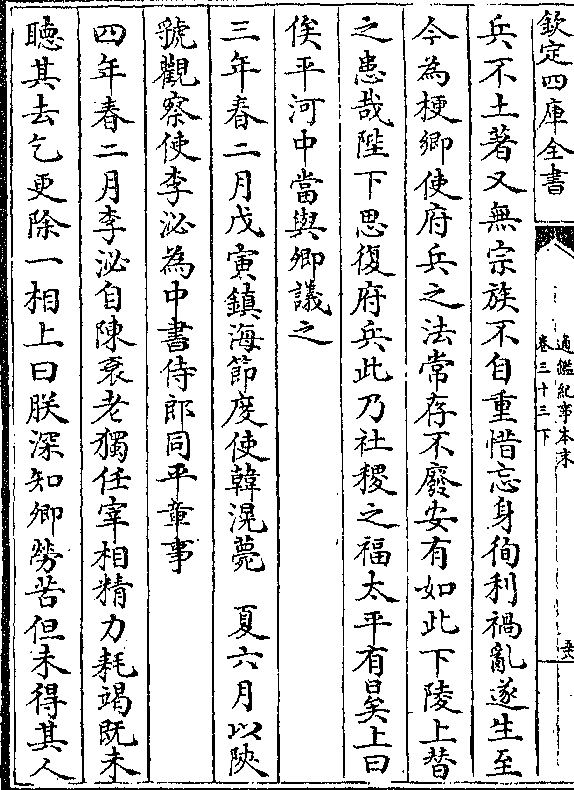 欽定四庫全書
通鑑紀事本末
卷三十三下
兵不土著又無宗族不自重惜忘身徇利禍亂遂生至
今為梗卿使府兵之法常存不廢安有如此下陵上替
之患哉陛下思復府兵此乃社稷之福太平有日矣上曰
俟平河中當與卿議之
三年春二月戊寅鎮海節度使韓滉薨　夏六月以陜
虢觀察使李泌為中書侍郎同平章事
四年春二月李泌自陳衰老獨任宰相精力耗竭既未
聽其去乞更除一相上曰朕深知卿勞苦但未得其人